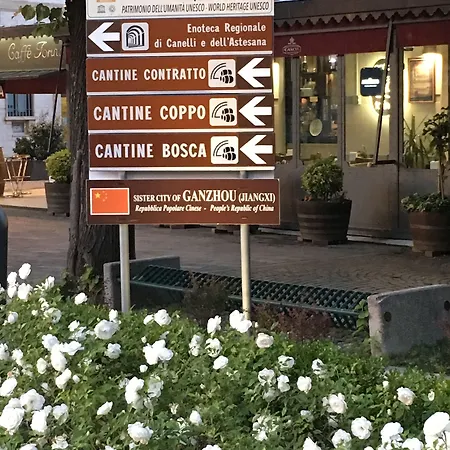 PATRIMONIO DELL'UMANITÀ UNESCO - WORLD HERITAGE UNESCO
Enoteca Regionale
di Canelli e dell'Astesana
Caffè
CANTINE CONTRATTO
CANTINE COPPO
CANTINE BOSCA
SISTER CITY OF GANZHOU (JIANGXI)
Repubblica Popolare Cinese - People's Republic of China